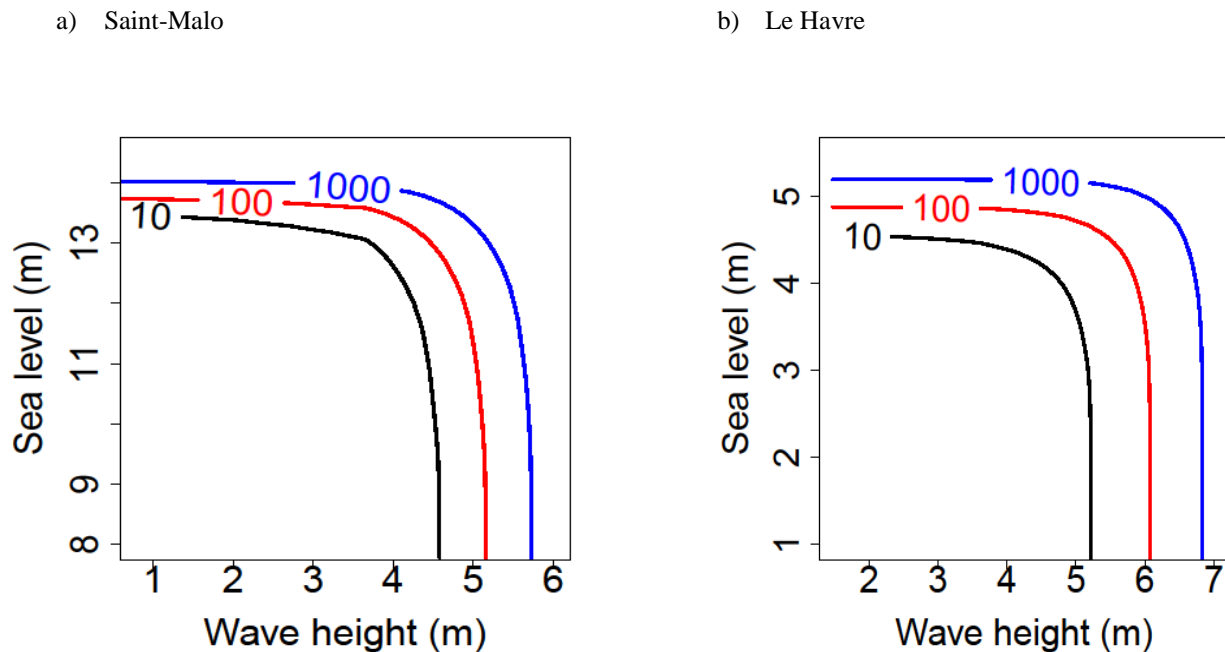 a) Saint-Malo
b) Le Havre
Sea level (m)
13
11
9
8
10
100
1000
1 2 3 4 5 6
Wave height (m)
Sea level (m)
5
4
3
2
1
10
100
1000
2 3 4 5 6 7
Wave height (m)